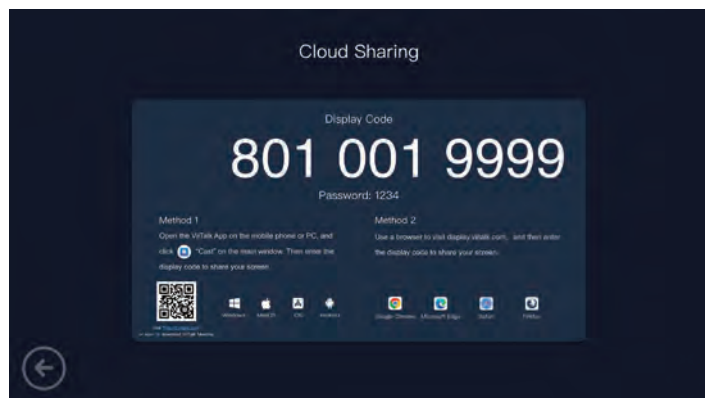 Cloud Sharing
Display Code
801 001 9999
Password: 1234
Method 1
Open the ViiTalk App on the mobile phone or PC, and
click "Cast" on the main window. Then enter the
display code to share your screen.
Method 2
Use a browser to visit display.viitalk.com, and then enter
the display code to share your screen.
Windows MacOS iOS Android
Google Chrome Microsoft Edge Safari Firefox